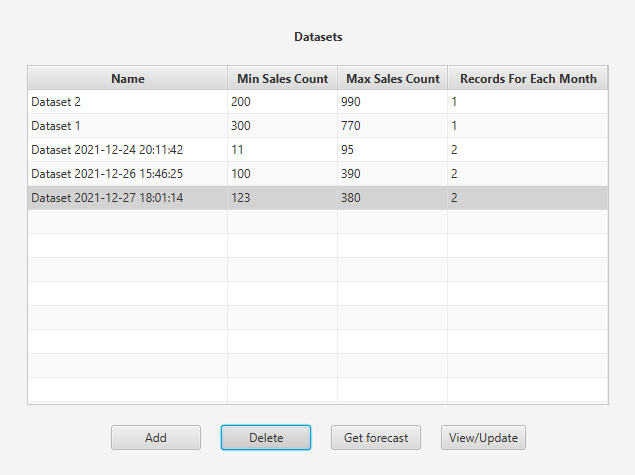 Datasets
Name Min Sales Count Max Sales Count Records For Each Month
Dataset 2 200 990 1
Dataset 1 300 770 1
Dataset 2021-12-24 20:11:42 11 95 2
Dataset 2021-12-26 15:46:25 100 390 2
Dataset 2021-12-27 18:01:14 123 380 2
Add Delete Get forecast View/Update